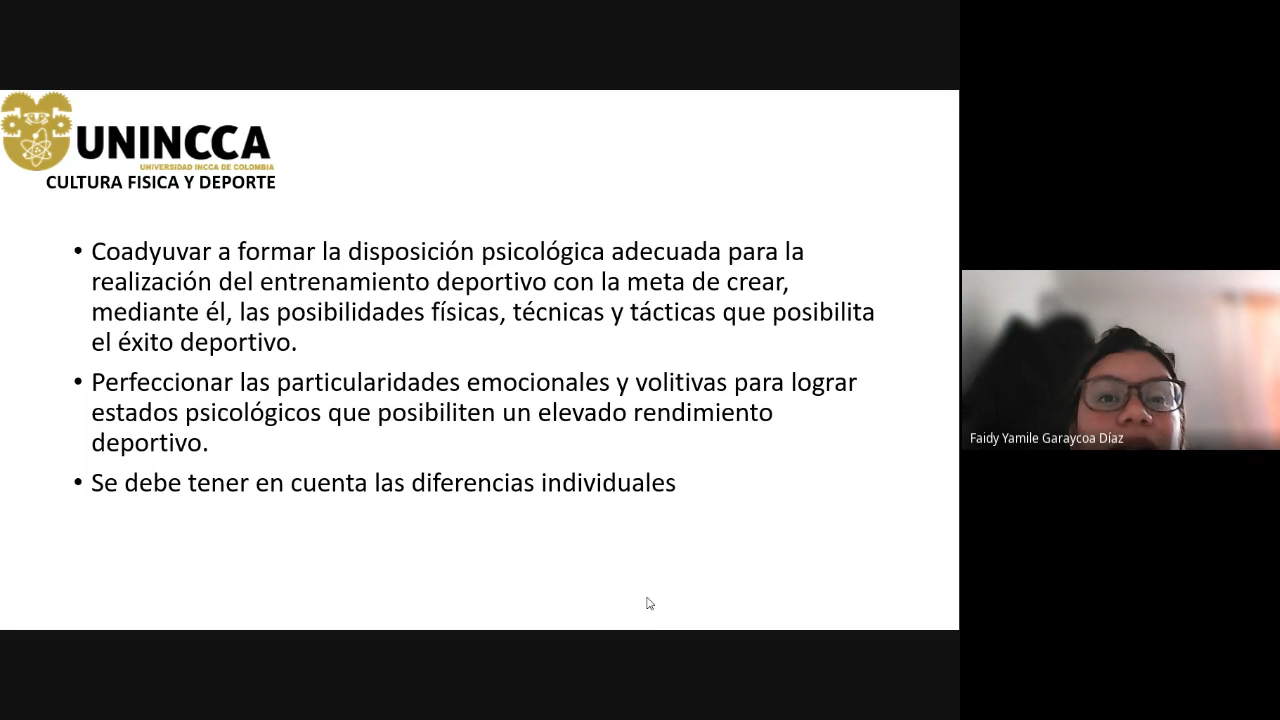 UNINCCA
UNIVERSIDAD INCCA DE COLOMBIA
CULTURA FISICA Y DEPORTE
• Coadyuvar a formar la disposición psicológica adecuada para la
realización del entrenamiento deportivo con la meta de crear,
mediante él, las posibilidades físicas, técnicas y tácticas que posibilita
el éxito deportivo.
• Perfeccionar las particularidades emocionales y volitivas para lograr
estados psicológicos que posibiliten un elevado rendimiento
deportivo.
• Se debe tener en cuenta las diferencias individuales
Faidy Yamile Garaycoa Díaz